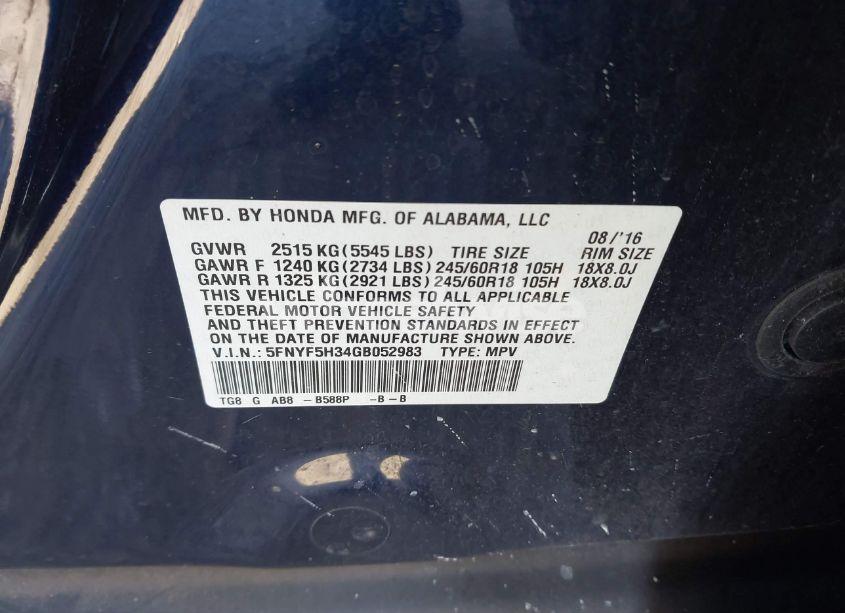 MFD. BY HONDA MFG. OF ALABAMA, LLC
08/'16
GVWR 2515 KG (5545 LBS) TIRE SIZE RIM SIZE
GAWR F 1240 KG (2734 LBS) 245/60R18 105H 18X8.0J
GAWR R 1325 KG (2921 LBS) 245/60R18 105H 18X8.0J
THIS VEHICLE CONFORMS TO ALL APPLICABLE
FEDERAL MOTOR VEHICLE SAFETY
AND THEFT PREVENTION STANDARDS IN EFFECT
ON THE DATE OF MANUFACTURE SHOWN ABOVE.
V.I.N.: 5FNYF5H34GB052983 TYPE: MPV
TG8 G AB8 -B588P -B-B